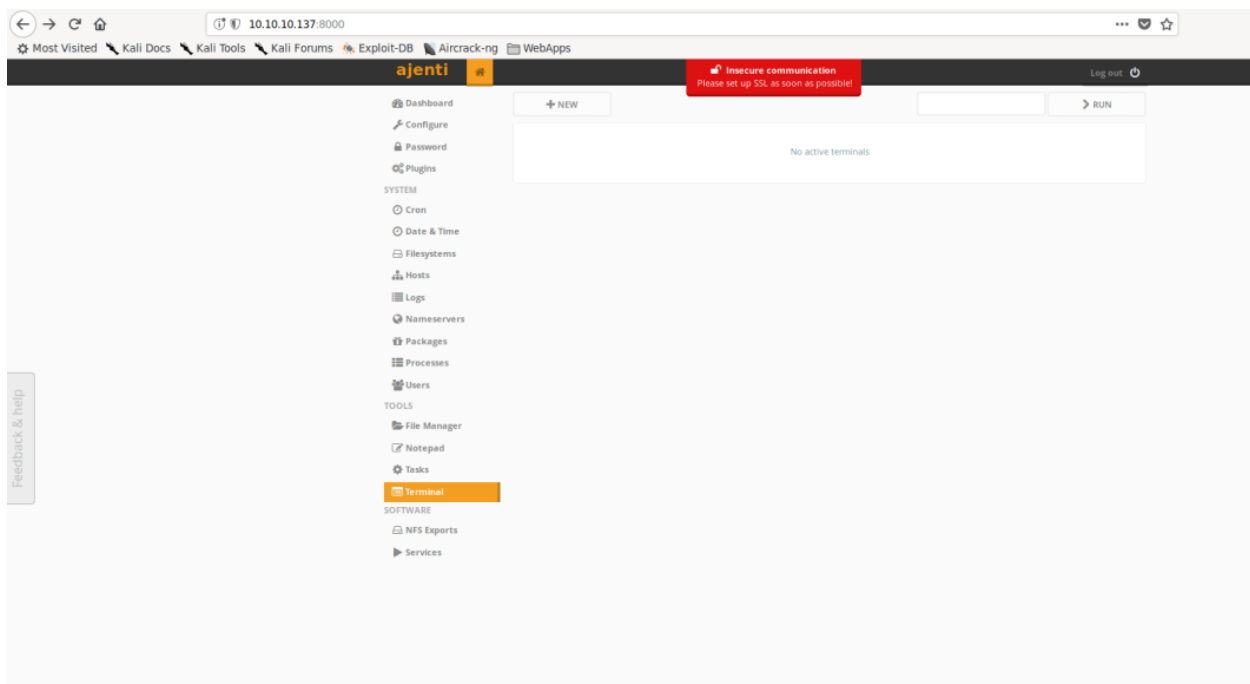 10.10.10.137:8000
Most Visited Kali Docs Kali Tools Kali Forums Exploit-DB Aircrack-ng WebApps
ajenti
Insecure communication
Please set up SSL as soon as possible!
Log out
Dashboard
Configure
Password
Plugins
SYSTEM
Cron
Date & Time
Filesystems
Hosts
Logs
Nameservers
Packages
Processes
Users
TOOLS
File Manager
Notepad
Tasks
Terminal
SOFTWARE
NFS Exports
Services
NEW
RUN
No active terminals
Feedback & help